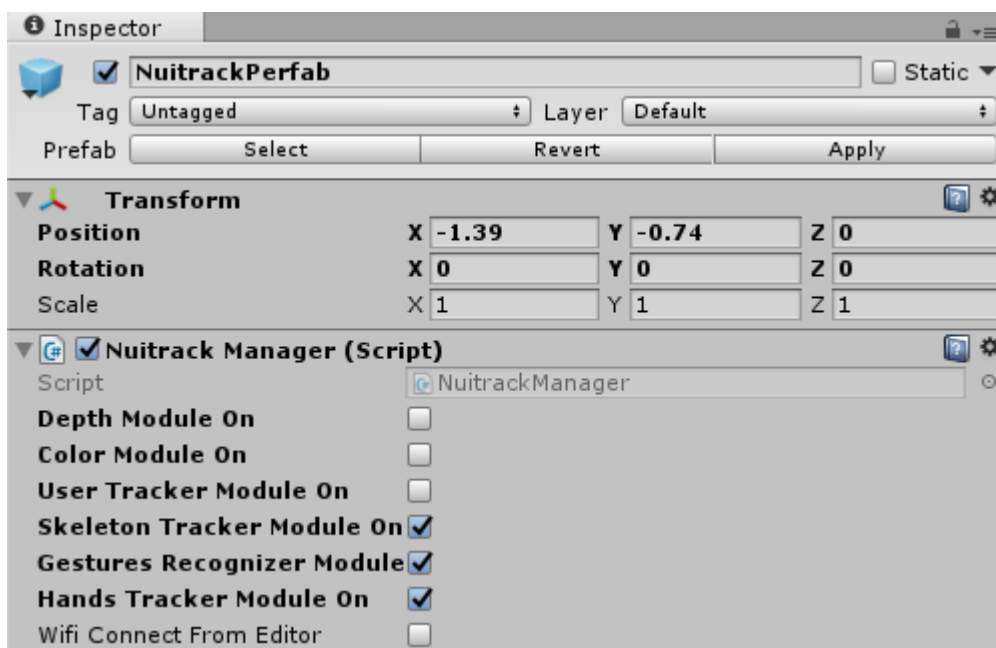 Inspector
NuitrackPerfab Static
Tag Untagged Layer Default
Prefab Select Revert Apply
Transform
Position X -1.39 Y -0.74 Z 0
Rotation X 0 Y 0 Z 0
Scale X 1 Y 1 Z 1
Nuitrack Manager (Script)
Script NuitrackManager
Depth Module On
Color Module On
User Tracker Module On
Skeleton Tracker Module On
Gestures Recognizer Module
Hands Tracker Module On
Wifi Connect From Editor